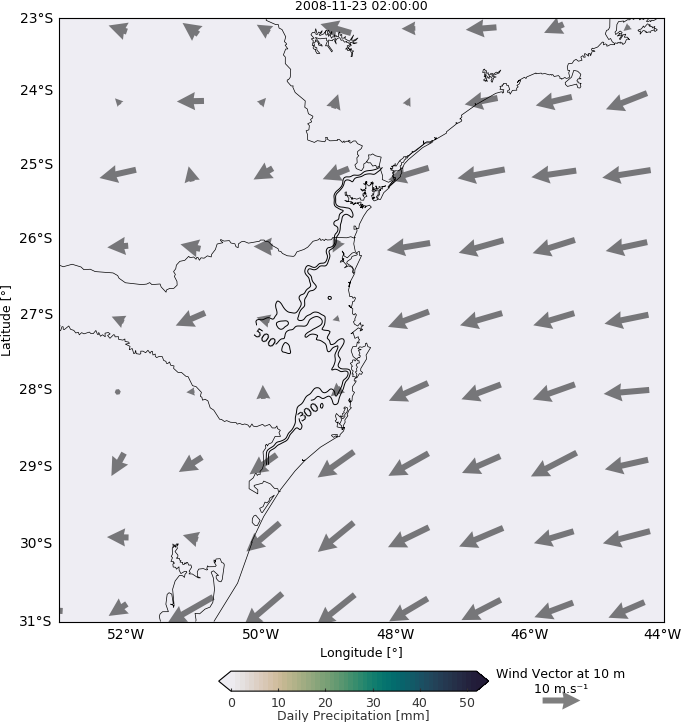 2008-11-23 02:00:00
23°S
24°S
25°S
26°S
27°S
28°S
29°S
30°S
31°S
Latitude [°]
500
300
52°W 50°W 48°W 46°W 44°W
Longitude [°]
0 10 20 30 40 50
Daily Precipitation [mm]
Wind Vector at 10 m
10 m.s⁻¹